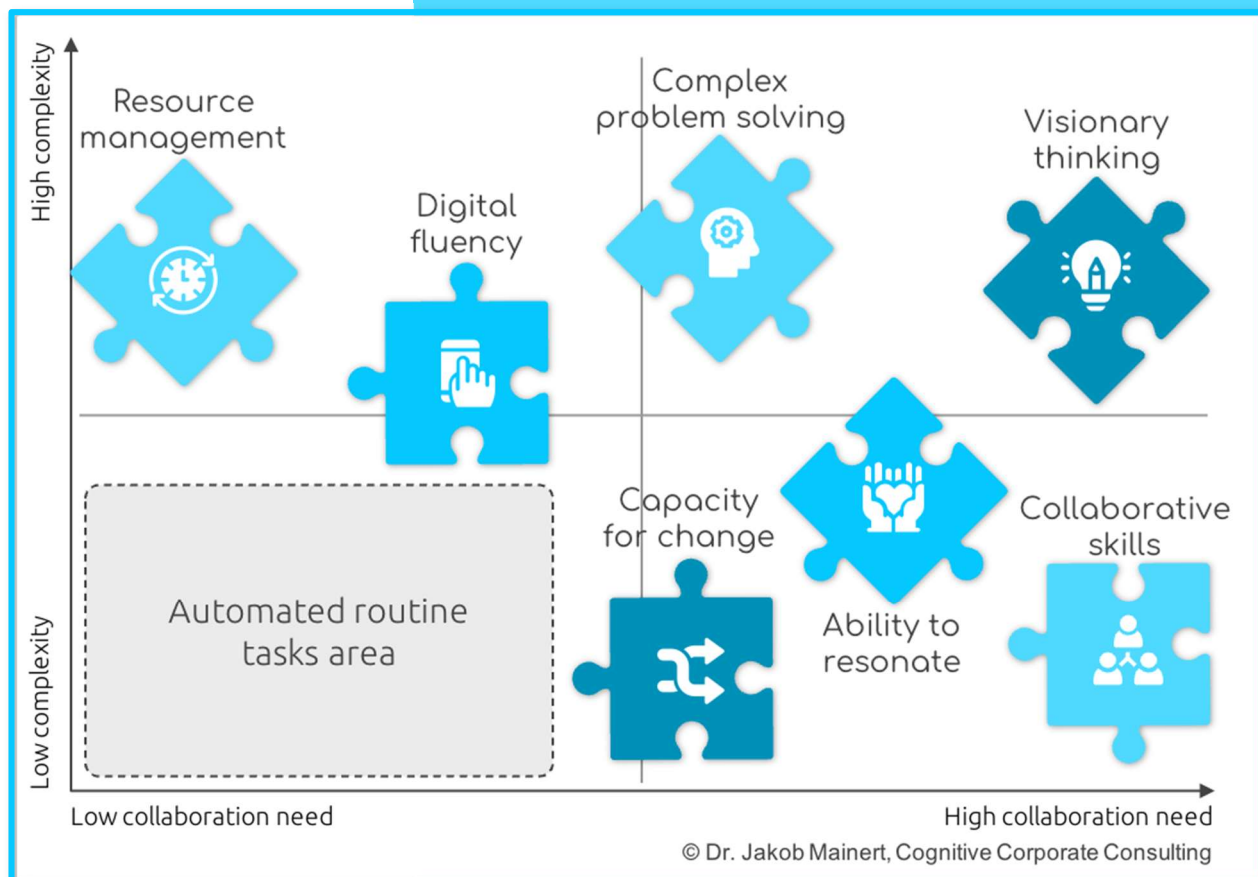 High complexity
Resource
management
Complex
problem solving
Visionary
thinking
Digital
fluency
Capacity
for change
Collaborative
skills
Automated routine
tasks area
Ability to
resonate
Low complexity
Low collaboration need
High collaboration need
© Dr. Jakob Mainert, Cognitive Corporate Consulting